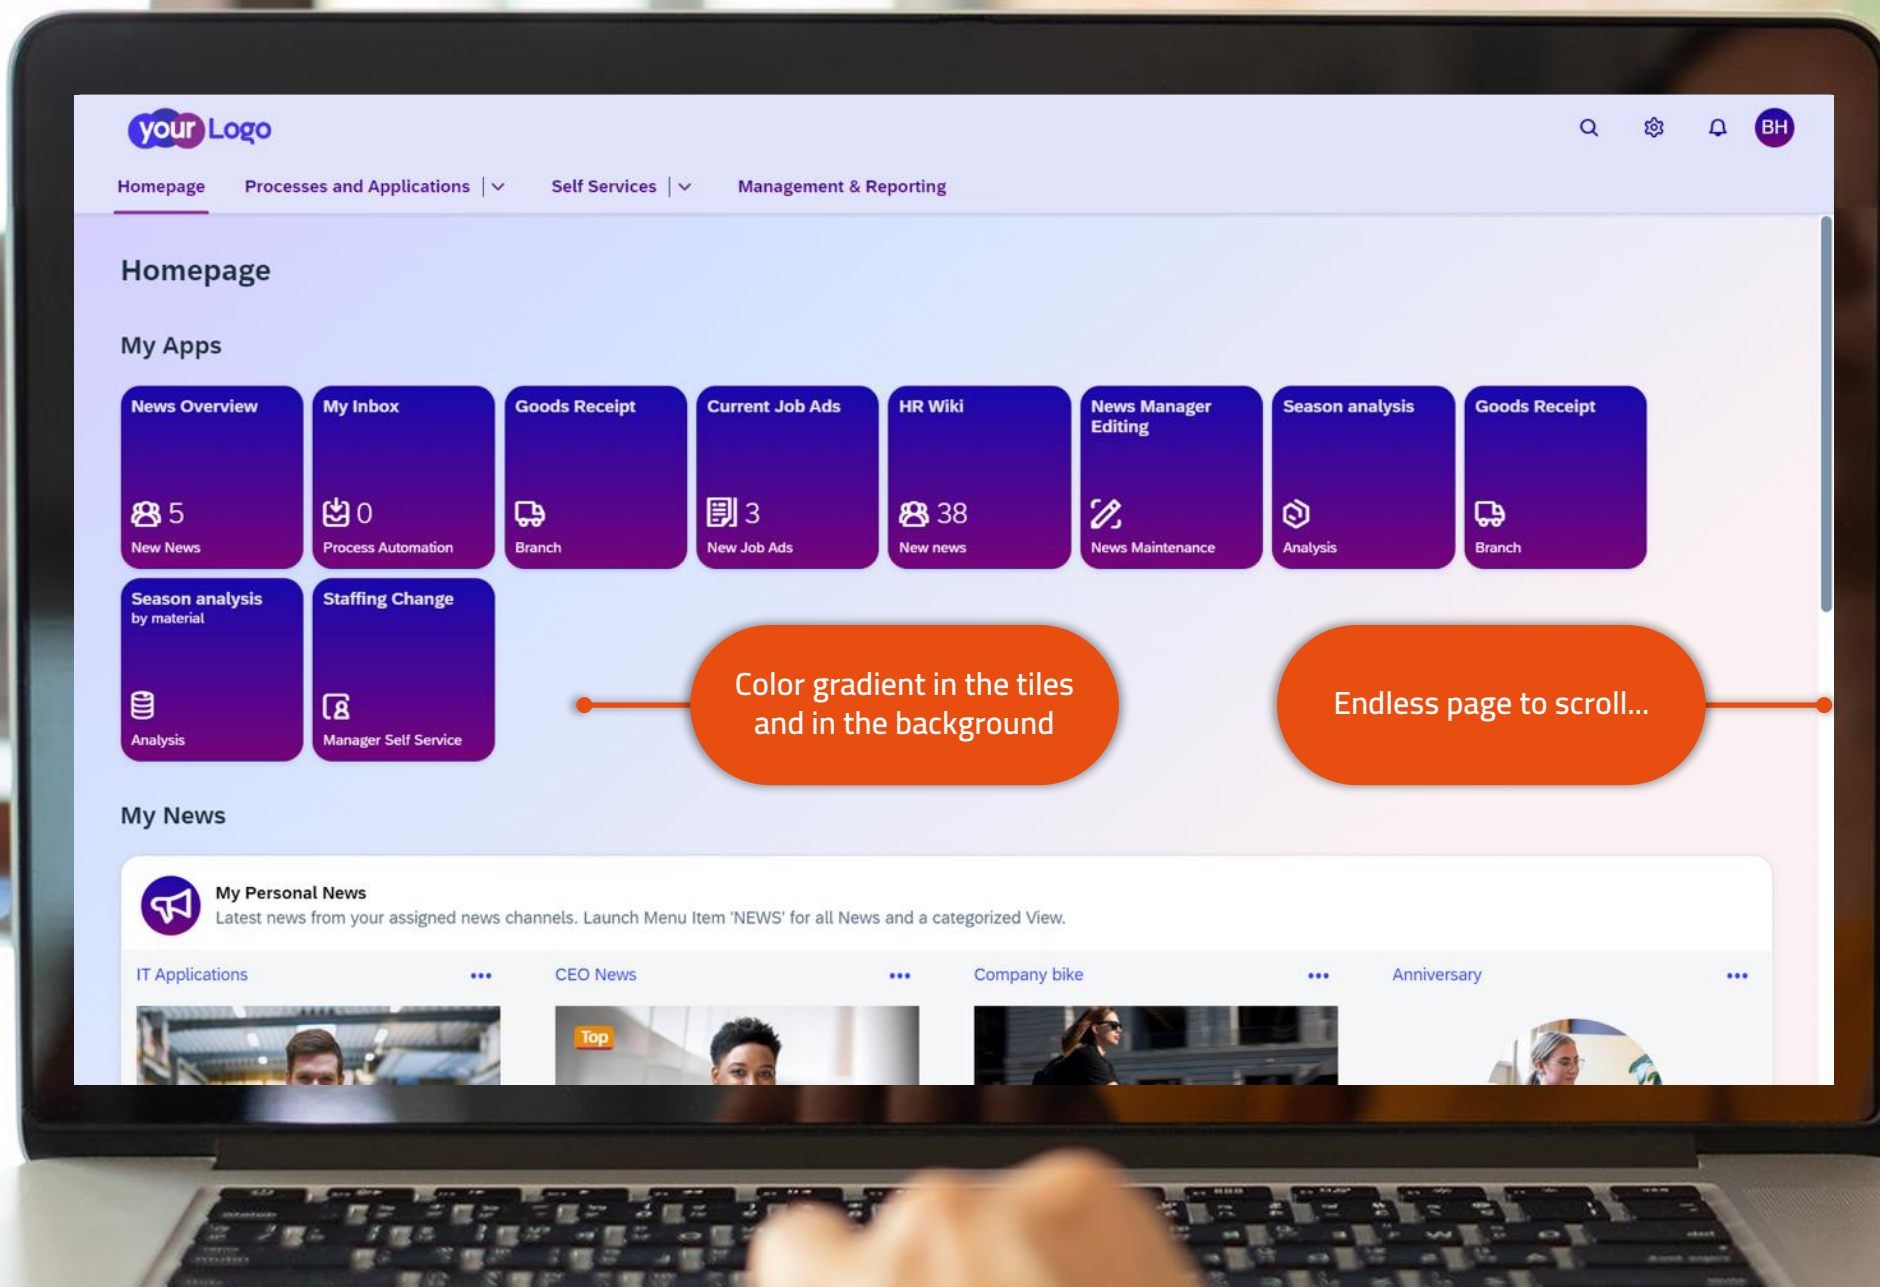 your Logo
BH
Homepage
Processes and Applications
Self Services
Management & Reporting
Homepage
My Apps
News Overview
5
New News
My Inbox
0
Process Automation
Goods Receipt
Branch
Current Job Ads
3
New Job Ads
HR Wiki
38
New news
News Manager
Editing
News Maintenance
Season analysis
Analysis
Goods Receipt
Branch
Season analysis
by material
Analysis
Staffing Change
Manager Self Service
Color gradient in the tiles
and in the background
Endless page to scroll...
My News
My Personal News
Latest news from your assigned news channels. Launch Menu Item 'NEWS' for all News and a categorized View.
IT Applications
CEO News
Company bike
Anniversary
Top